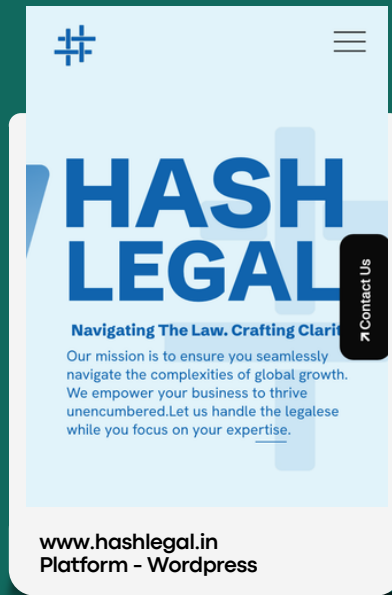 HASH
LEGAL
Navigating The Law. Crafting Clarit
Our mission is to ensure you seamlessly
navigate the complexities of global growth.
We empower your business to thrive
unencumbered.Let us handle the legalese
while you focus on your expertise.
Contact Us
www.hashlegal.in
Platform - Wordpress